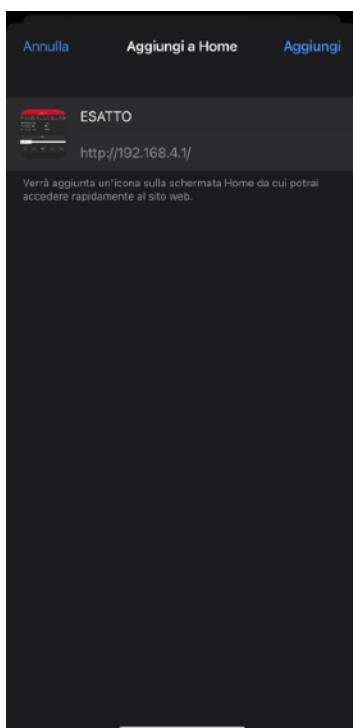 Annulla Aggiungi a Home Aggiungi
ESATTO
http://192.168.4.1/
Verrà aggiunta un'icona sulla schermata Home da cui potrai
accedere rapidamente al sito web.